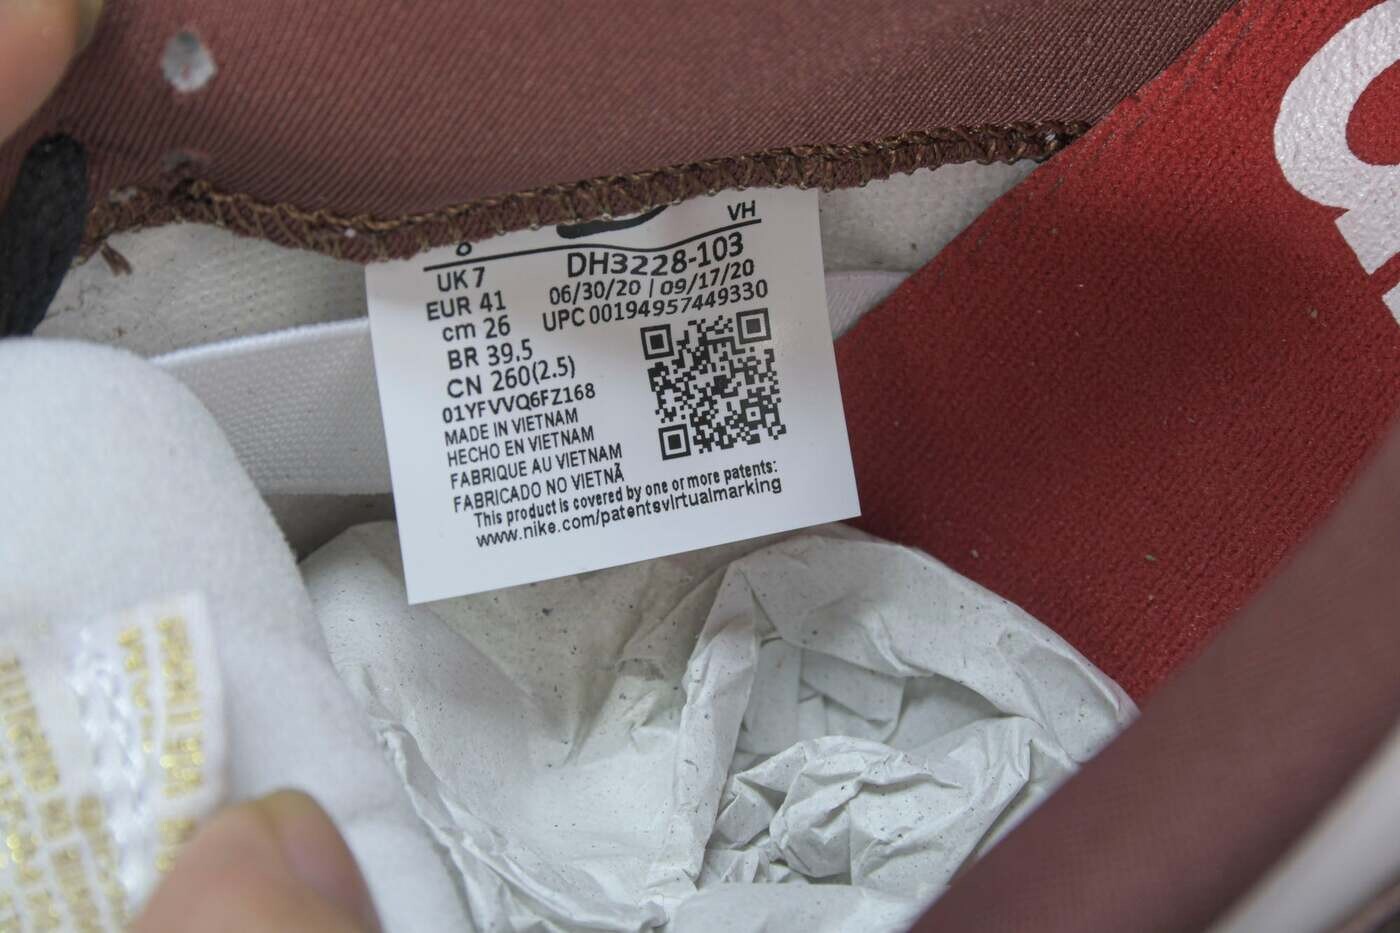 8 VH
UK 7 DH3228-103
EUR 41 06/30/20 | 09/17/20
cm 26 UPC 00194957449330
BR 39.5
CN 260(2.5)
01YFVVQ6FZ168
MADE IN VIETNAM
HECHO EN VIETNAM
FABRIQUE AU VIETNAM
FABRICADO NO VIETNÃ
This product is covered by one or more patents:
www.nike.com/patentsvirtualmarking